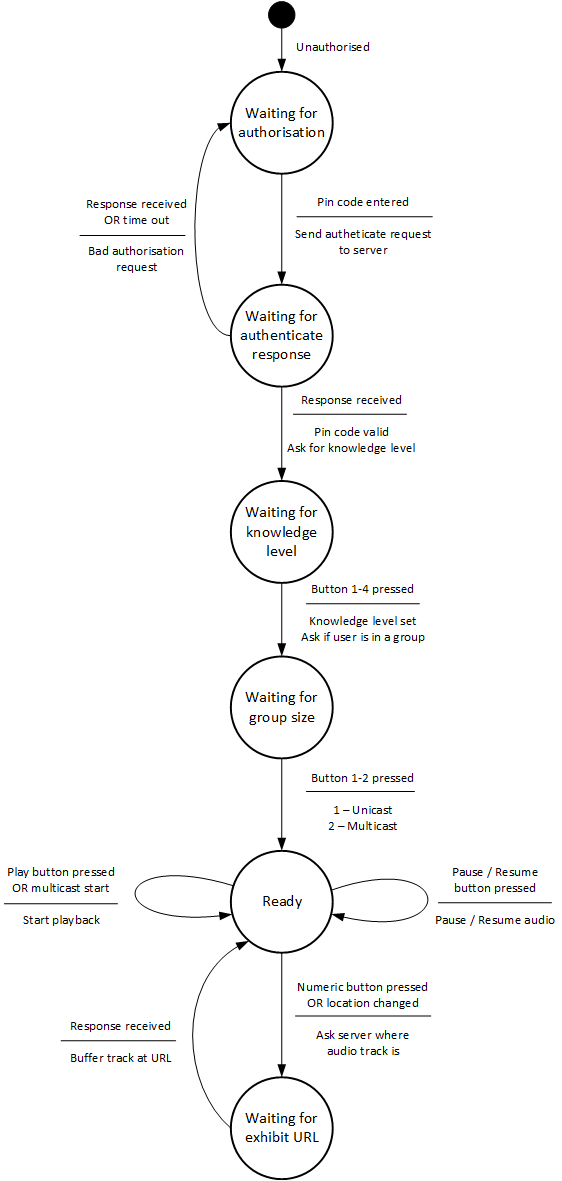 Unauthorised
Waiting for
authorisation
Response received
OR time out
Bad authorisation
request
Pin code entered
Send autheticate request
to server
Waiting for
authenticate
response
Response received
Pin code valid
Ask for knowledge level
Waiting for
knowledge
level
Button 1-4 pressed
Knowledge level set
Ask if user is in a group
Waiting for
group size
Button 1-2 pressed
1 – Unicast
2 – Multicast
Play button pressed
OR multicast start
Start playback
Ready
Pause / Resume
button pressed
Pause / Resume audio
Numeric button pressed
OR location changed
Ask server where
audio track is
Response received
Buffer track at URL
Waiting for
exhibit URL